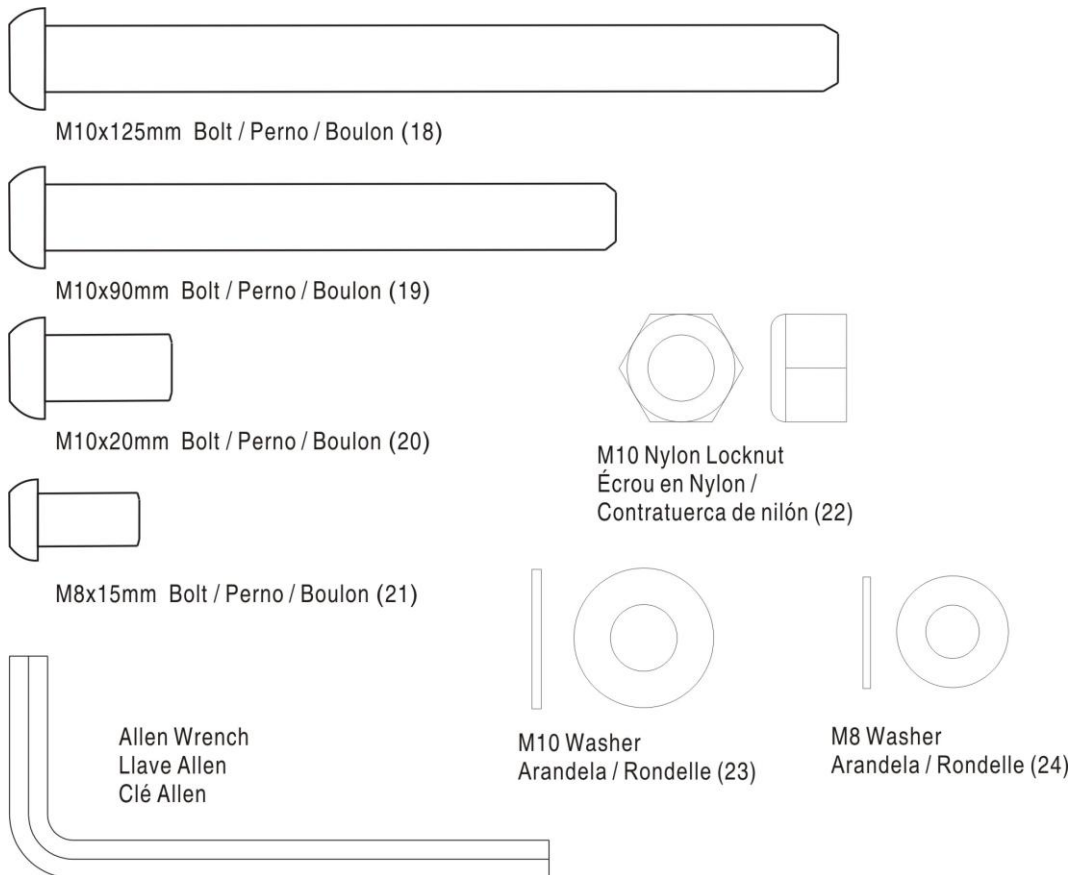 M10x125mm Bolt / Perno / Boulon (18)
M10x90mm Bolt / Perno / Boulon (19)
M10x20mm Bolt / Perno / Boulon (20)
M10 Nylon Locknut
Écrou en Nylon /
Contratuerca de nilón (22)
M8x15mm Bolt / Perno / Boulon (21)
Allen Wrench
Llave Allen
Clé Allen
M10 Washer
Arandela / Rondelle (23)
M8 Washer
Arandela / Rondelle (24)